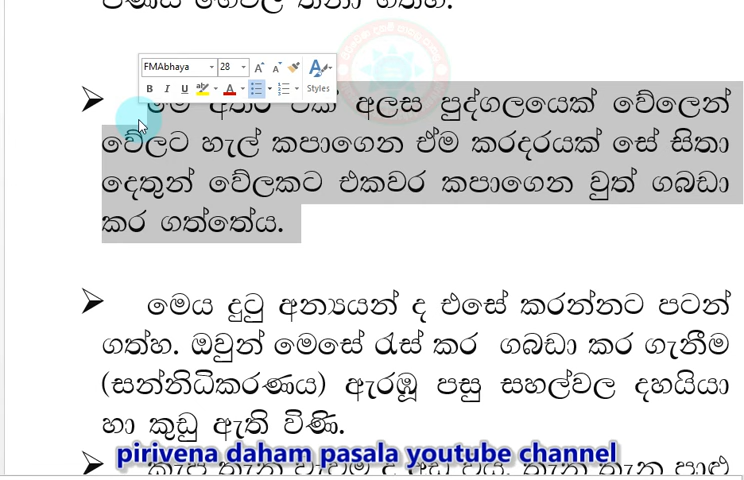 FMAbhaya 28
B I U Styles
අතර එක් අලස පුද්ගලයෙක් වේලෙන්
වේලට හැල් කපාගෙන ඒම කරදරයක් සේ සිතා
දෙතුන් වේලකට එකවර කපාගෙන වුත් ගබඩා
කර ගත්තේය.
මෙය දුටු අන්‍යයන් ද එසේ කරන්නට පටන්
ගත්හ. ඔවුන් මෙසේ රැස් කර ගබඩා කර ගැනීම
(සන්නිධිකරණය) ඇරඹූ පසු සහල්වල දහයියා
හා කුඩු ඇති විණි.
pirivena daham pasala youtube channel